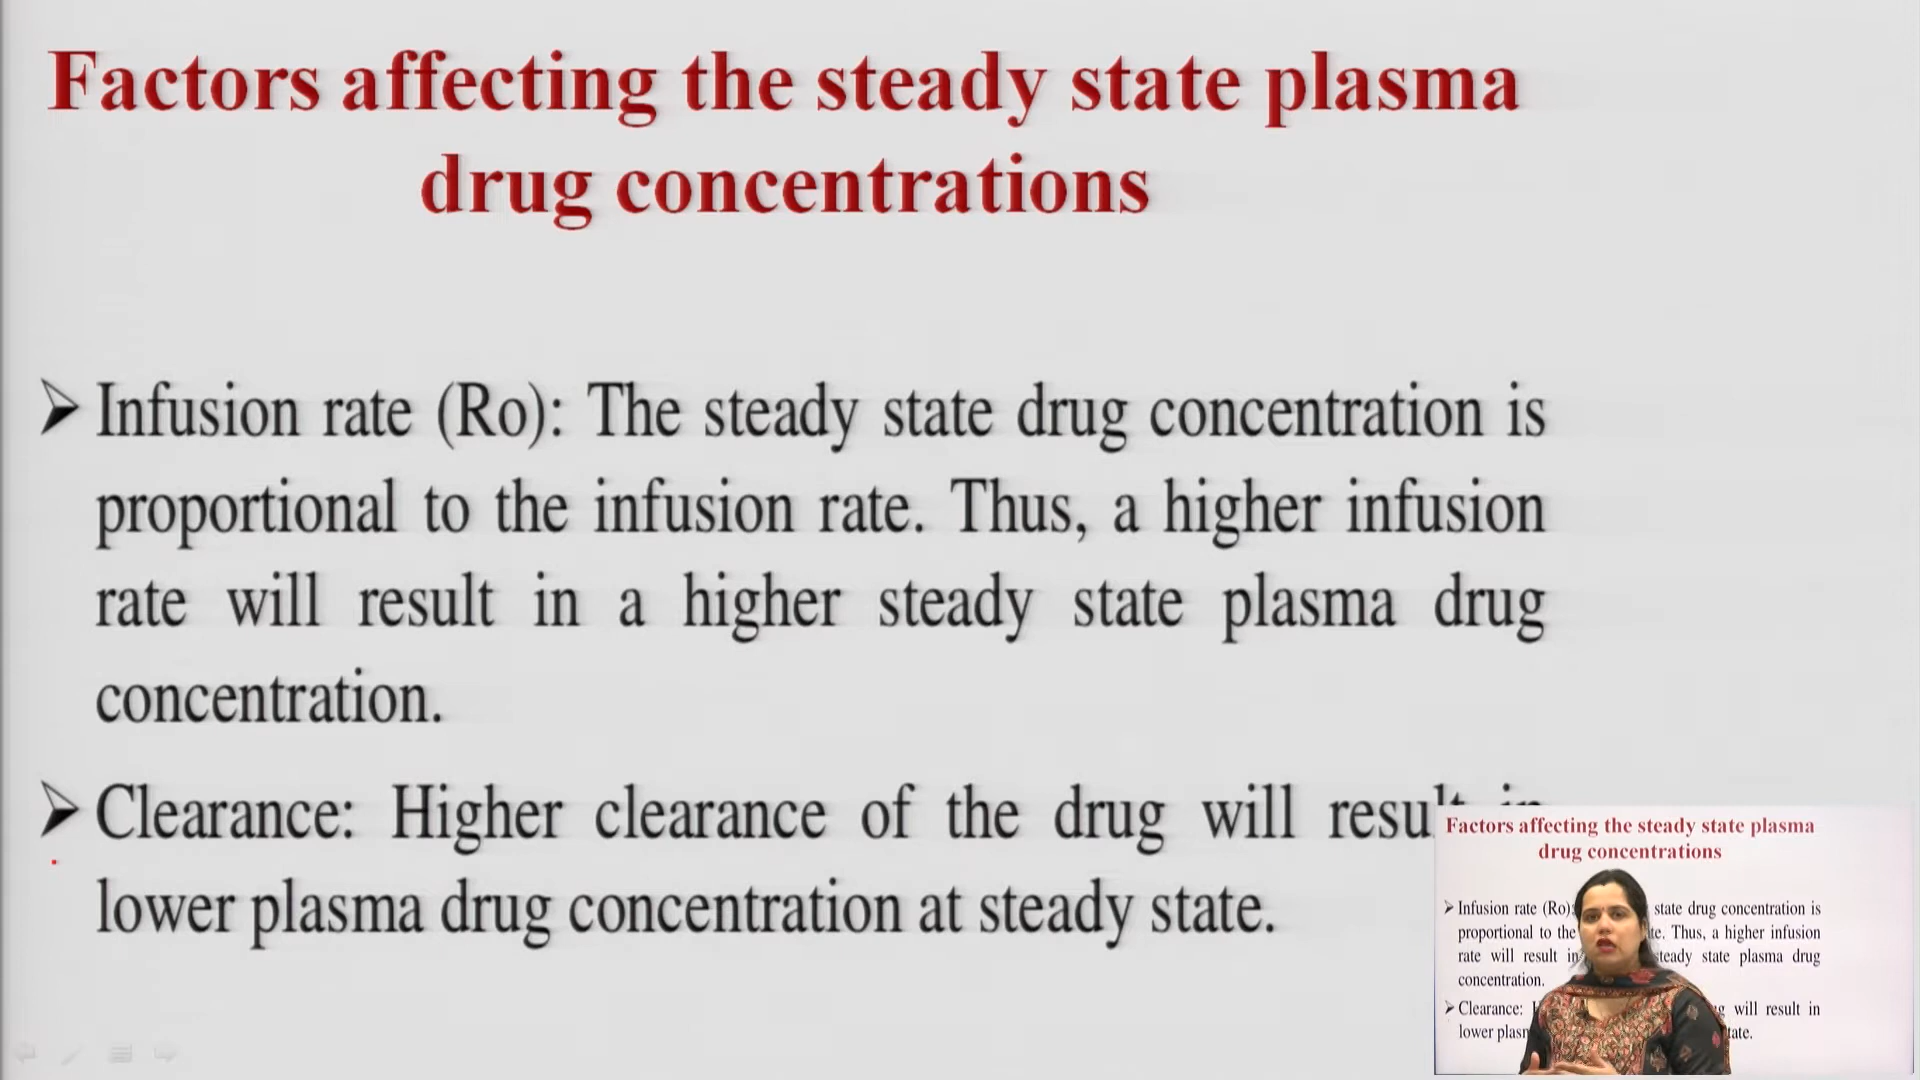 Factors affecting the steady state plasma
drug concentrations
➢ Infusion rate (Ro): The steady state drug concentration is
proportional to the infusion rate. Thus, a higher infusion
rate will result in a higher steady state plasma drug
concentration.
➢ Clearance: Higher clearance of the drug will result in
lower plasma drug concentration at steady state.
Factors affecting the steady state plasma
drug concentrations
➢ Infusion rate (Ro): state drug concentration is
proportional to the Thus, a higher infusion
rate will result in steady state plasma drug
concentration.
➢ Clearance: will result in
lower